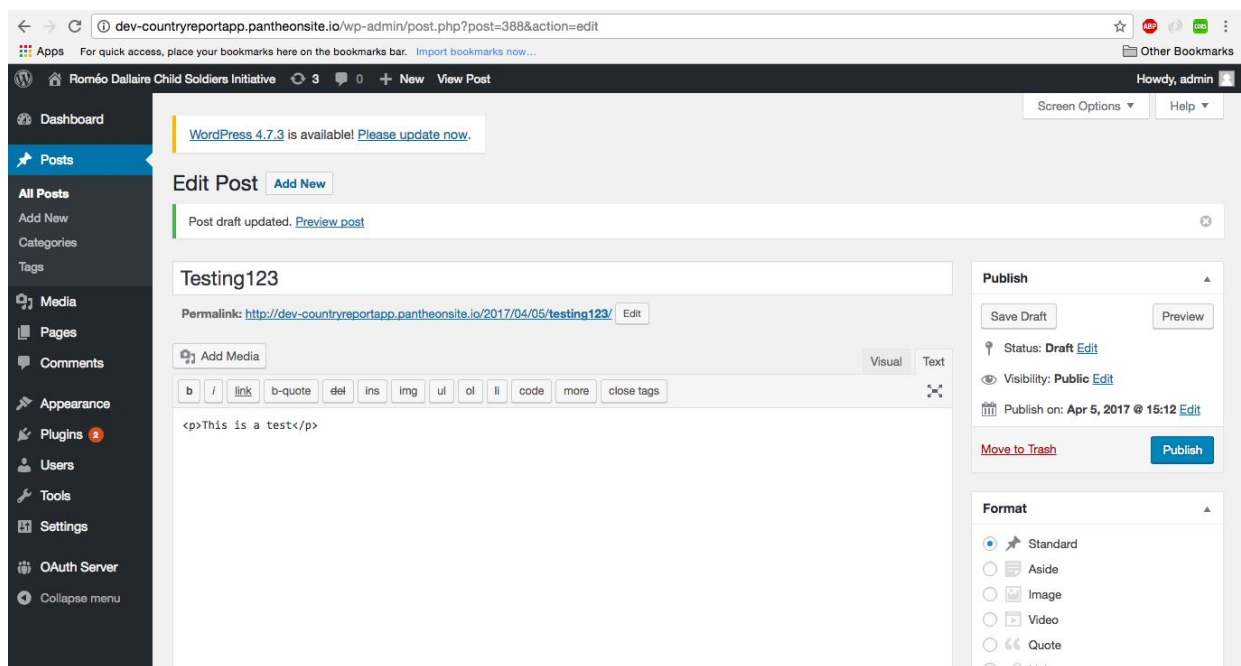 dev-countryreportapp.pantheonsite.io/wp-admin/post.php?post=388&action=edit
ABP
CORS
Apps For quick access, place your bookmarks here on the bookmarks bar. Import bookmarks now...
Other Bookmarks
Roméo Dallaire Child Soldiers Initiative 3 0 + New View Post
Howdy, admin
Screen Options ▼
Help ▼
Dashboard
Posts
All Posts
Add New
Categories
Tags
Media
Pages
Comments
Appearance
Plugins 2
Users
Tools
Settings
OAuth Server
Collapse menu
WordPress 4.7.3 is available! Please update now.
Edit Post Add New
Post draft updated. Preview post
Testing123
Permalink: http://dev-countryreportapp.pantheonsite.io/2017/04/05/testing123/ Edit
Add Media
Visual Text
b i link b-quote del ins img ul ol li code more close tags
<p>This is a test</p>
Publish
Save Draft Preview
Status: Draft Edit
Visibility: Public Edit
Publish on: Apr 5, 2017 @ 15:12 Edit
Move to Trash Publish
Format
Standard
Aside
Image
Video
Quote